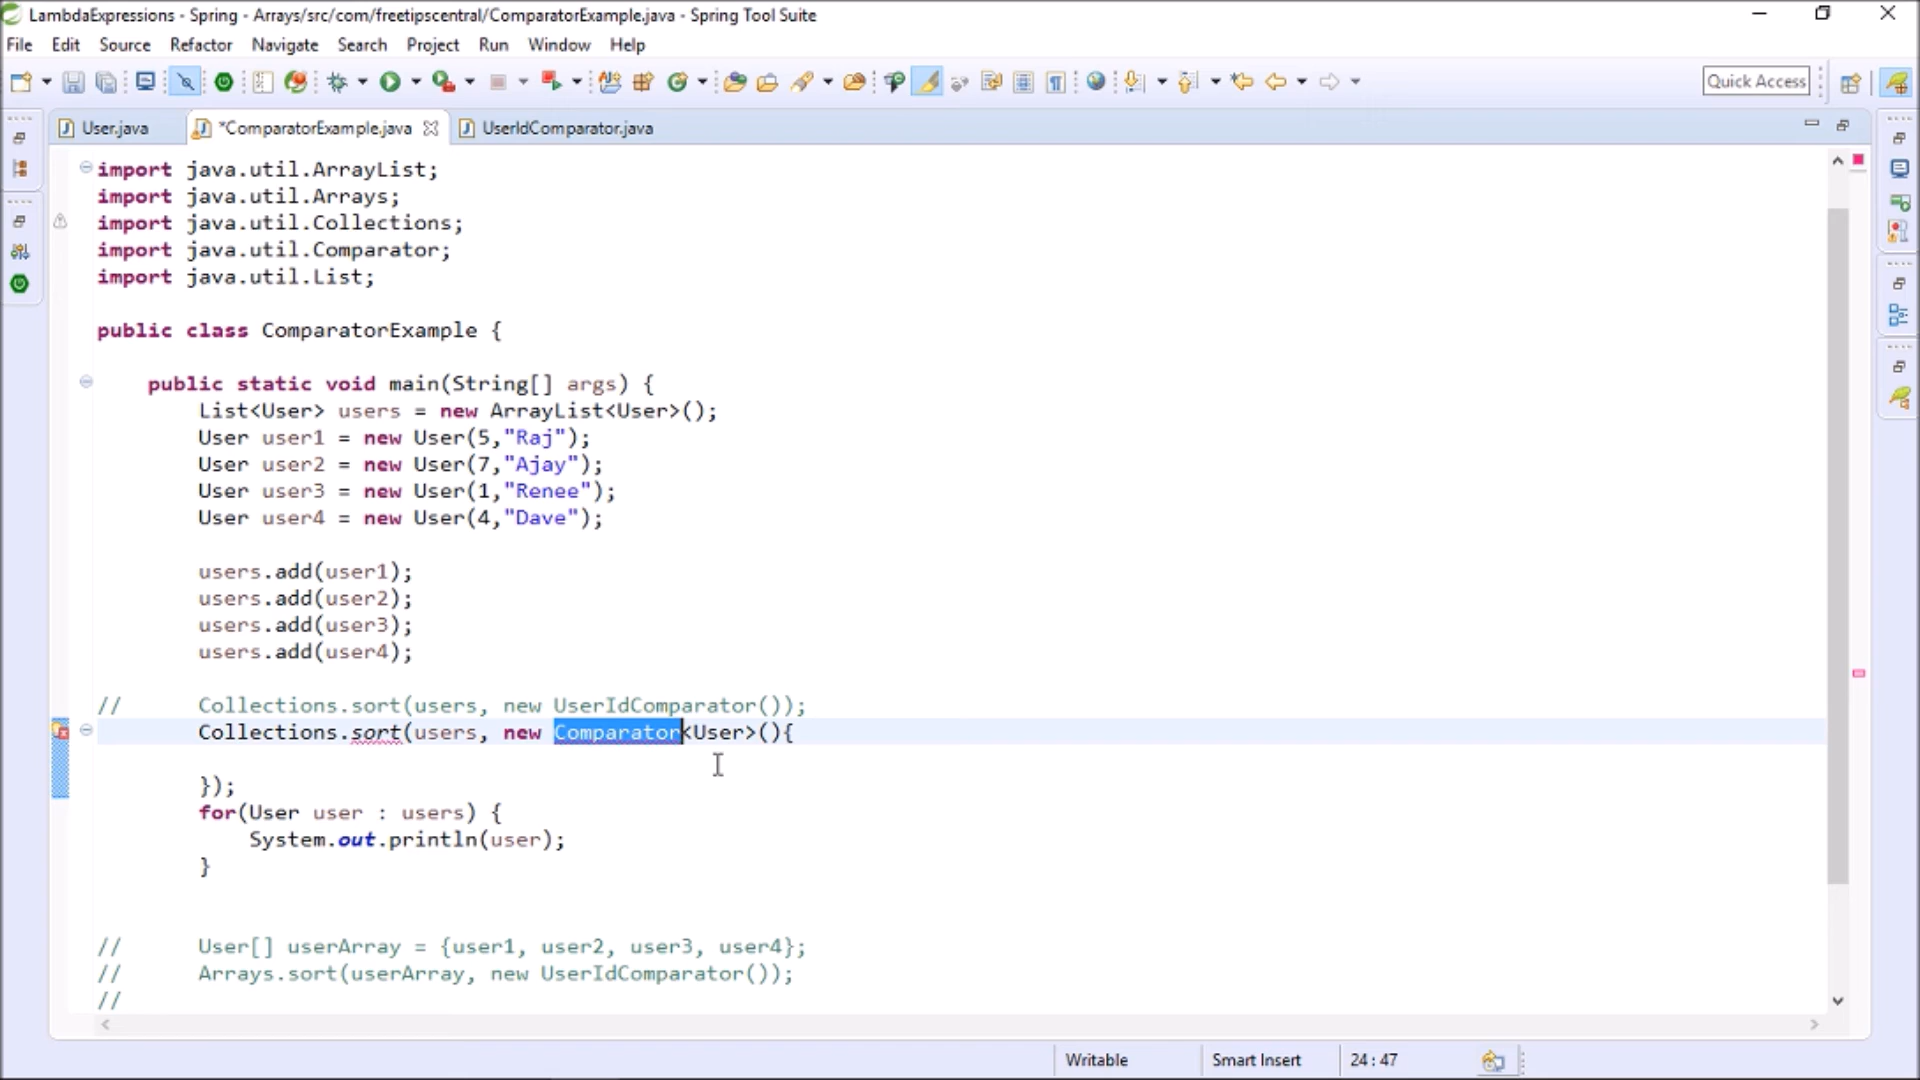 LambdaExpressions - Spring - Arrays/src/com/freetipscentral/ComparatorExample.java - Spring Tool Suite
File Edit Source Refactor Navigate Search Project Run Window Help
Quick Access
User.java *ComparatorExample.java UserIdComparator.java
import java.util.ArrayList;
import java.util.Arrays;
import java.util.Collections;
import java.util.Comparator;
import java.util.List;
public class ComparatorExample {
public static void main(String[] args) {
List<User> users = new ArrayList<User>();
User user1 = new User(5,"Raj");
User user2 = new User(7,"Ajay");
User user3 = new User(1,"Renee");
User user4 = new User(4,"Dave");
users.add(user1);
users.add(user2);
users.add(user3);
users.add(user4);
// Collections.sort(users, new UserIdComparator());
Collections.sort(users, new Comparator<User>(){
});
for(User user : users) {
System.out.println(user);
}
// User[] userArray = {user1, user2, user3, user4};
// Arrays.sort(userArray, new UserIdComparator());
//
Writable Smart Insert 24 : 47